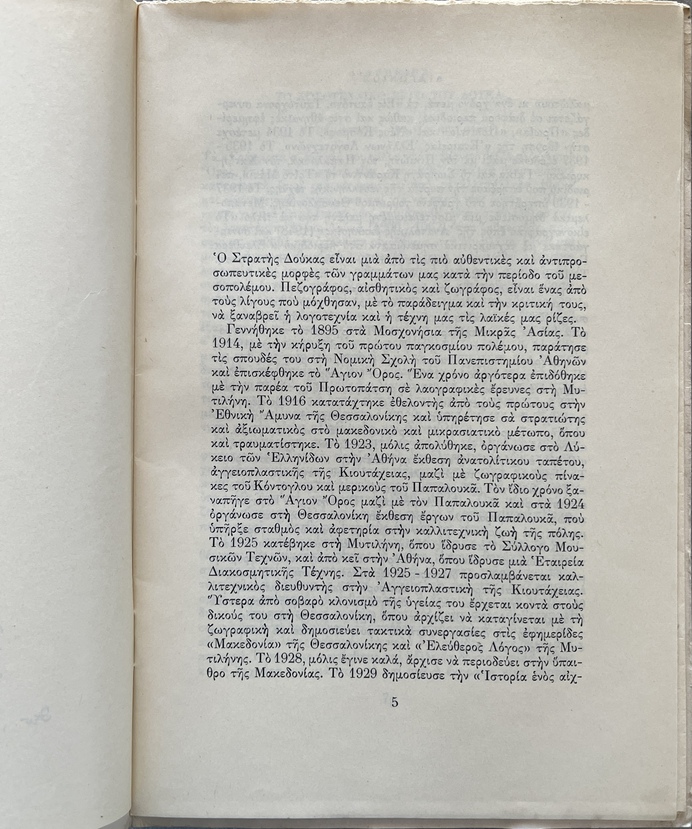 Ὁ Στρατὴς Δούκας εἶναι μιὰ ἀπὸ τὶς πιὸ αὐθεντικὲς καὶ ἀντιπρο-
σωπευτικὲς μορφὲς τῶν γραμμάτων μας κατὰ τὴν περίοδο τοῦ με-
σοπολέμου. Πεζογράφος, αἰσθητικὸς καὶ ζωγράφος, εἶναι ἕνας ἀπὸ
τοὺς λίγους ποὺ μόχθησαν, μὲ τὸ παράδειγμα καὶ τὴν κριτική τους,
νὰ ξαναβρεῖ ἡ λογοτεχνία καὶ ἡ τέχνη μας τὶς λαϊκές μας ρίζες.
Γεννήθηκε τὸ 1895 στὰ Μοσχονήσια τῆς Μικρᾶς Ἀσίας. Τὸ
1914, μὲ τὴν κήρυξη τοῦ πρώτου παγκοσμίου πολέμου, παράτησε
τὶς σπουδές του στὴ Νομικὴ Σχολὴ τοῦ Πανεπιστημίου Ἀθηνῶν
καὶ ἐπισκέφθηκε τὸ Ἅγιον Ὄρος. Ἕνα χρόνο ἀργότερα ἐπιδόθηκε
μὲ τὴν παρέα τοῦ Πρωτοπάτση σὲ λαογραφικὲς ἔρευνες στὴ Μυ-
τιλήνη. Τὸ 1916 κατατάχτηκε ἐθελοντὴς ἀπὸ τοὺς πρώτους στὴν
Ἐθνικὴ Ἄμυνα τῆς Θεσσαλονίκης καὶ ὑπηρέτησε σὰ στρατιώτης
καὶ ἀξιωματικὸς στὸ μακεδονικὸ καὶ μικρασιατικὸ μέτωπο, ὅπου
καὶ τραυματίστηκε. Τὸ 1923, μόλις ἀπολύθηκε, ὀργάνωσε στὸ Λύ-
κειο τῶν Ἑλληνίδων στὴν Ἀθήνα ἔκθεση ἀνατολίτικου ταπέτου,
ἀγγειοπλαστικῆς τῆς Κιουτάχειας, μαζὶ μὲ ζωγραφικοὺς πίνα-
κες τοῦ Κόντογλου καὶ μερικοὺς τοῦ Παπαλουκᾶ. Τὸν ἴδιο χρόνο ξα-
ναπῆγε στὸ Ἅγιον Ὄρος μαζὶ μὲ τὸν Παπαλουκᾶ καὶ στὰ 1924
ὀργάνωσε στὴ Θεσσαλονίκη ἔκθεση ἔργων τοῦ Παπαλουκᾶ, ποὺ
ὑπῆρξε σταθμὸς καὶ ἀφετηρία στὴν καλλιτεχνικὴ ζωὴ τῆς πόλης.
Τὸ 1925 κατέβηκε στὴ Μυτιλήνη, ὅπου ἵδρυσε τὸ Σύλλογο Μου-
σικῶν Τεχνῶν, καὶ ἀπὸ κεῖ στὴν Ἀθήνα, ὅπου ἵδρυσε μιὰ Ἑταιρεία
Διακοσμητικῆς Τέχνης. Στὰ 1925 - 1927 προσλαμβάνεται καλ-
λιτεχνικὸς διευθυντὴς στὴν Ἀγγειοπλαστικὴ τῆς Κιουτάχειας.
Ὕστερα ἀπὸ σοβαρὸ κλονισμὸ τῆς ὑγείας του ἔρχεται κοντὰ στοὺς
δικούς του στὴ Θεσσαλονίκη, ὅπου ἀρχίζει νὰ καταγίνεται μὲ τὴ
ζωγραφικὴ καὶ δημοσιεύει τακτικὰ συνεργασίες στὶς ἐφημερίδες
«Μακεδονία» τῆς Θεσσαλονίκης καὶ «Ἐλεύθερος Λόγος» τῆς Μυ-
τιλήνης. Τὸ 1928, μόλις ἔγινε καλά, ἄρχισε νὰ περιοδεύει στὴν ὕπαι-
θρο τῆς Μακεδονίας. Τὸ 1929 δημοσίευσε τὴν «Ἱστορία ἑνὸς αἰχ-
5